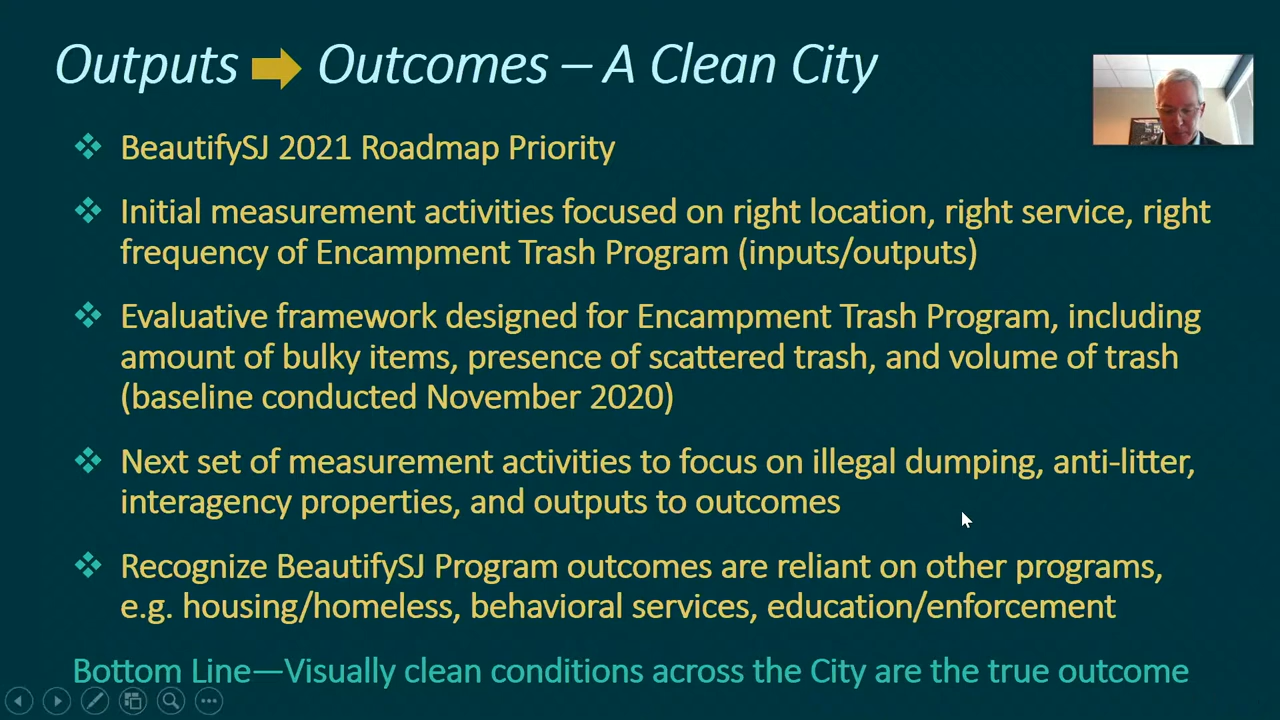 Outputs Outcomes – A Clean City
BeautifySJ 2021 Roadmap Priority
Initial measurement activities focused on right location, right service, right
frequency of Encampment Trash Program (inputs/outputs)
Evaluative framework designed for Encampment Trash Program, including
amount of bulky items, presence of scattered trash, and volume of trash
(baseline conducted November 2020)
Next set of measurement activities to focus on illegal dumping, anti-litter,
interagency properties, and outputs to outcomes
Recognize BeautifySJ Program outcomes are reliant on other programs,
e.g. housing/homeless, behavioral services, education/enforcement
Bottom Line—Visually clean conditions across the City are the true outcome